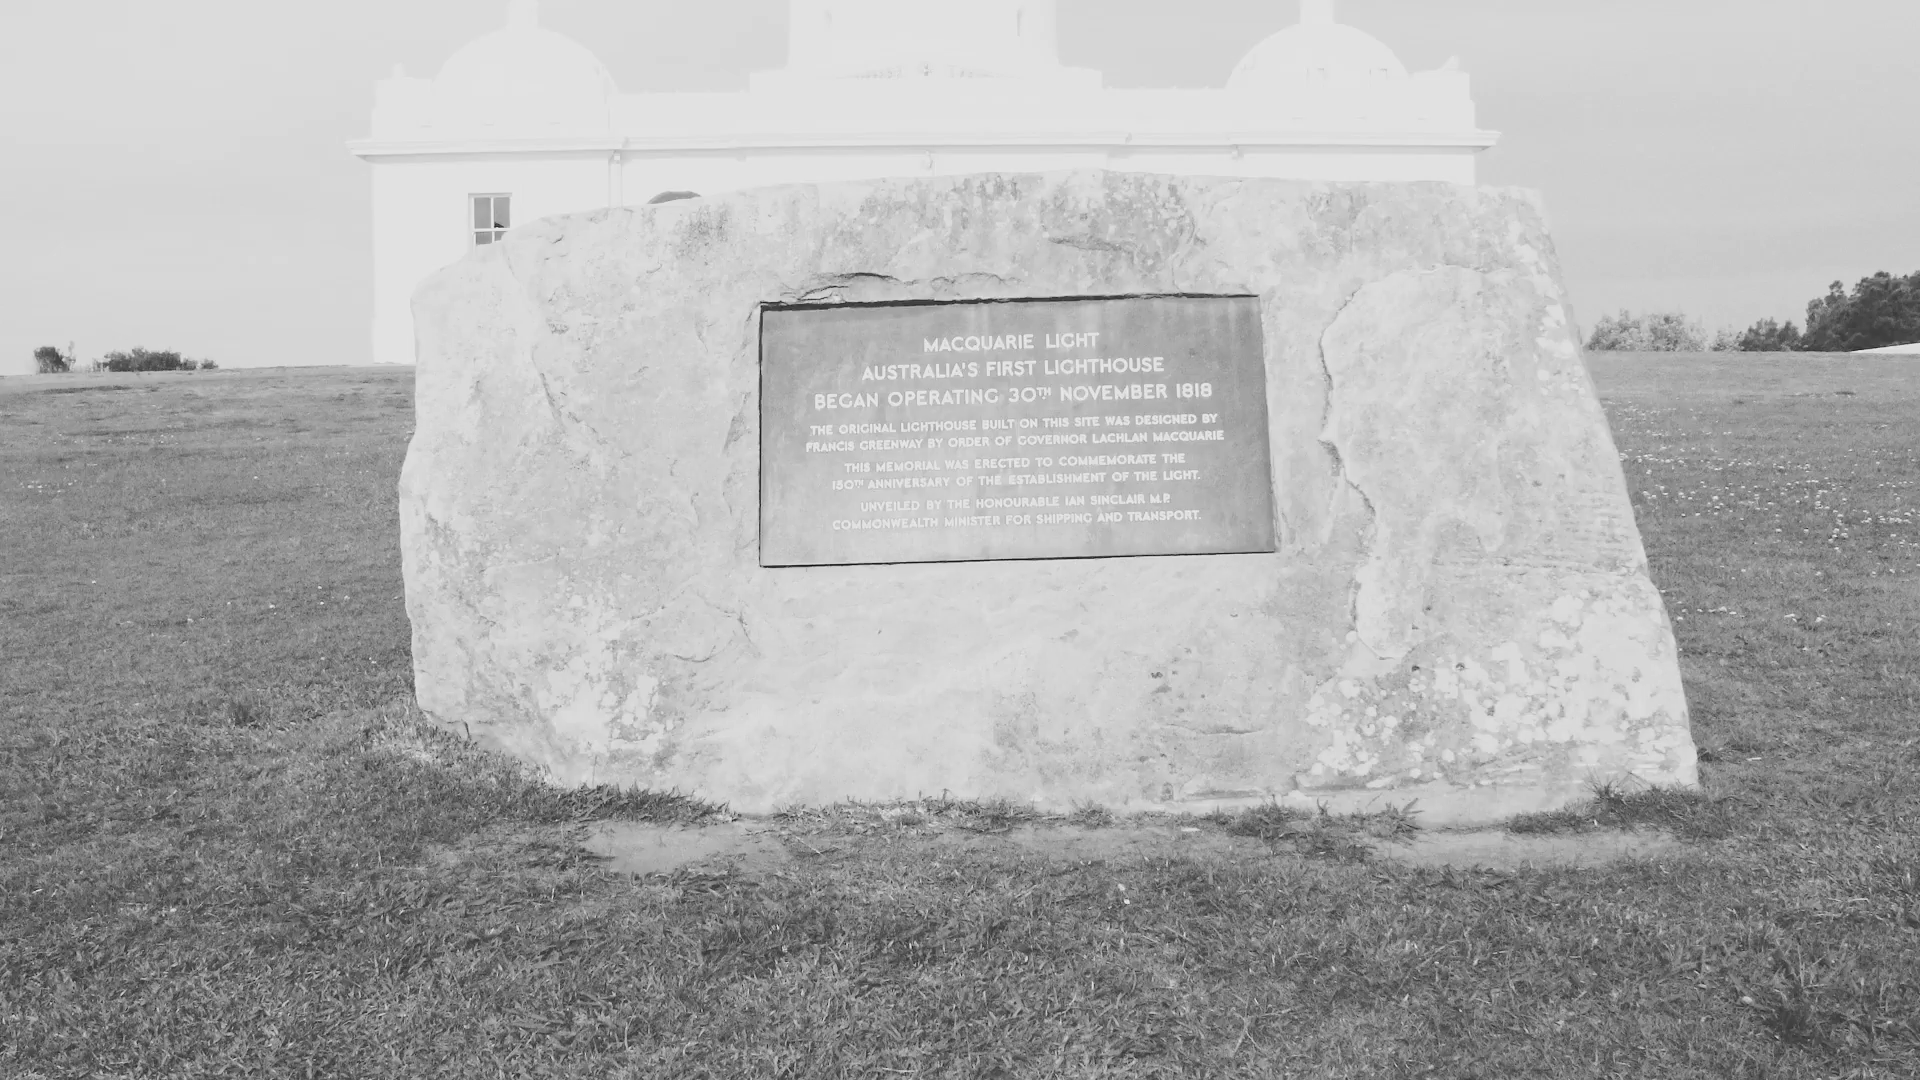 MACQUARIE LIGHT
AUSTRALIA'S FIRST LIGHTHOUSE
BEGAN OPERATING 30TH NOVEMBER 1818
THE ORIGINAL LIGHTHOUSE BUILT ON THIS SITE WAS DESIGNED BY
FRANCIS GREENWAY BY ORDER OF GOVERNOR LACHLAN MACQUARIE
THIS MEMORIAL WAS ERECTED TO COMMEMORATE THE
150TH ANNIVERSARY OF THE ESTABLISHMENT OF THE LIGHT.
UNVEILED BY THE HONOURABLE IAN SINCLAIR M.P.
COMMONWEALTH MINISTER FOR SHIPPING AND TRANSPORT.